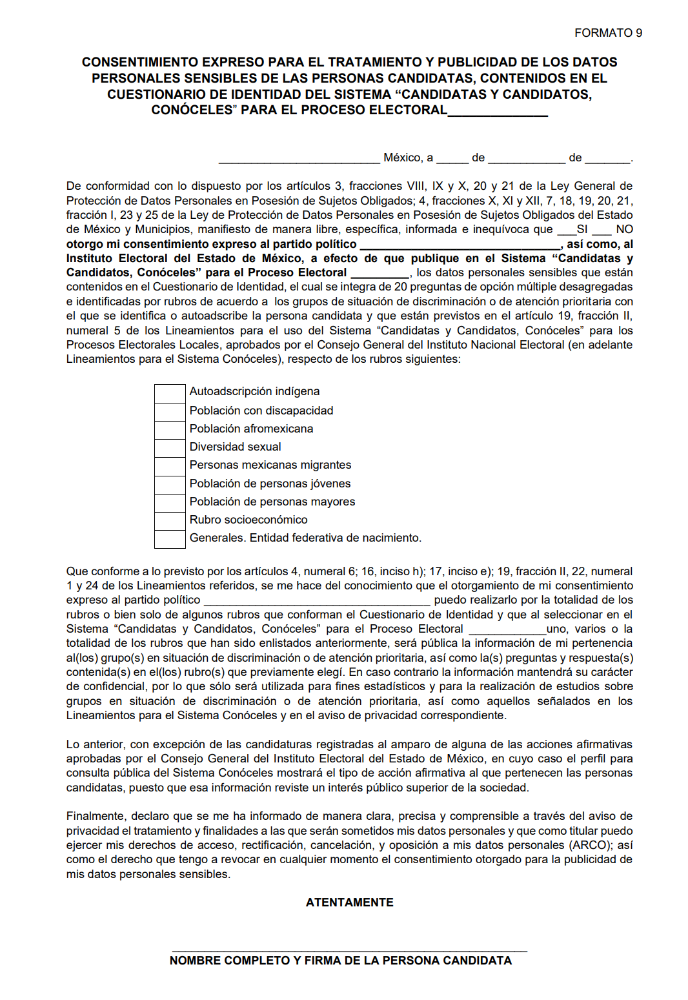 FORMATO 9
CONSENTIMIENTO EXPRESO PARA EL TRATAMIENTO Y PUBLICIDAD DE LOS DATOS
PERSONALES SENSIBLES DE LAS PERSONAS CANDIDATAS, CONTENIDOS EN EL
CUESTIONARIO DE IDENTIDAD DEL SISTEMA “CANDIDATAS Y CANDIDATOS,
CONÓCELES” PARA EL PROCESO ELECTORAL______________
_________________________ México, a _____ de ____________ de _______.
De conformidad con lo dispuesto por los artículos 3, fracciones VIII, IX y X, 20 y 21 de la Ley General de
Protección de Datos Personales en Posesión de Sujetos Obligados; 4, fracciones X, XI y XII, 7, 18, 19, 20, 21,
fracción I, 23 y 25 de la Ley de Protección de Datos Personales en Posesión de Sujetos Obligados del Estado
de México y Municipios, manifiesto de manera libre, específica, informada e inequívoca que ___SI ___ NO
otorgo mi consentimiento expreso al partido político _______________________________, así como, al
Instituto Electoral del Estado de México, a efecto de que publique en el Sistema “Candidatas y
Candidatos, Conóceles” para el Proceso Electoral _________, los datos personales sensibles que están
contenidos en el Cuestionario de Identidad, el cual se integra de 20 preguntas de opción múltiple desagregadas
e identificadas por rubros de acuerdo a los grupos de situación de discriminación o de atención prioritaria con
el que se identifica o autoadscribe la persona candidata y que están previstos en el artículo 19, fracción II,
numeral 5 de los Lineamientos para el uso del Sistema “Candidatas y Candidatos, Conóceles” para los
Procesos Electorales Locales, aprobados por el Consejo General del Instituto Nacional Electoral (en adelante
Lineamientos para el Sistema Conóceles), respecto de los rubros siguientes:
Autoadscripción indígena
Población con discapacidad
Población afromexicana
Diversidad sexual
Personas mexicanas migrantes
Población de personas jóvenes
Población de personas mayores
Rubro socioeconómico
Generales. Entidad federativa de nacimiento.
Que conforme a lo previsto por los artículos 4, numeral 6; 16, inciso h); 17, inciso e); 19, fracción II, 22, numeral
1 y 24 de los Lineamientos referidos, se me hace del conocimiento que el otorgamiento de mi consentimiento
expreso al partido político ___________________________________ puedo realizarlo por la totalidad de los
rubros o bien solo de algunos rubros que conforman el Cuestionario de Identidad y que al seleccionar en el
Sistema “Candidatas y Candidatos, Conóceles” para el Proceso Electoral ____________uno, varios o la
totalidad de los rubros que han sido enlistados anteriormente, será pública la información de mi pertenencia
al(los) grupo(s) en situación de discriminación o de atención prioritaria, así como la(s) preguntas y respuesta(s)
contenida(s) en el(los) rubro(s) que previamente elegí. En caso contrario la información mantendrá su carácter
de confidencial, por lo que sólo será utilizada para fines estadísticos y para la realización de estudios sobre
grupos en situación de discriminación o de atención prioritaria, así como aquellos señalados en los
Lineamientos para el Sistema Conóceles y en el aviso de privacidad correspondiente.
Lo anterior, con excepción de las candidaturas registradas al amparo de alguna de las acciones afirmativas
aprobadas por el Consejo General del Instituto Electoral del Estado de México, en cuyo caso el perfil para
consulta pública del Sistema Conóceles mostrará el tipo de acción afirmativa al que pertenecen las personas
candidatas, puesto que esa información reviste un interés público superior de la sociedad.
Finalmente, declaro que se me ha informado de manera clara, precisa y comprensible a través del aviso de
privacidad el tratamiento y finalidades a las que serán sometidos mis datos personales y que como titular puedo
ejercer mis derechos de acceso, rectificación, cancelación, y oposición a mis datos personales (ARCO); así
como el derecho que tengo a revocar en cualquier momento el consentimiento otorgado para la publicidad de
mis datos personales sensibles.
ATENTAMENTE
_______________________________________________________
NOMBRE COMPLETO Y FIRMA DE LA PERSONA CANDIDATA